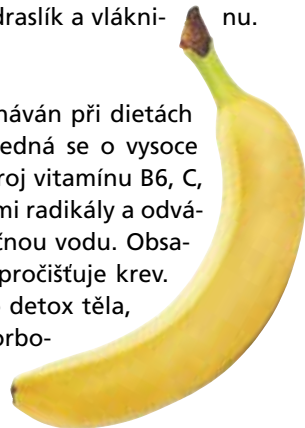 draslík a vlákni- nu.
náván při dietách
edná se o vysoce
roj vitamínu B6, C,
mi radikály a odvá-
čnou vodu. Obsa-
pročišťuje krev.
detox těla,
orbo-